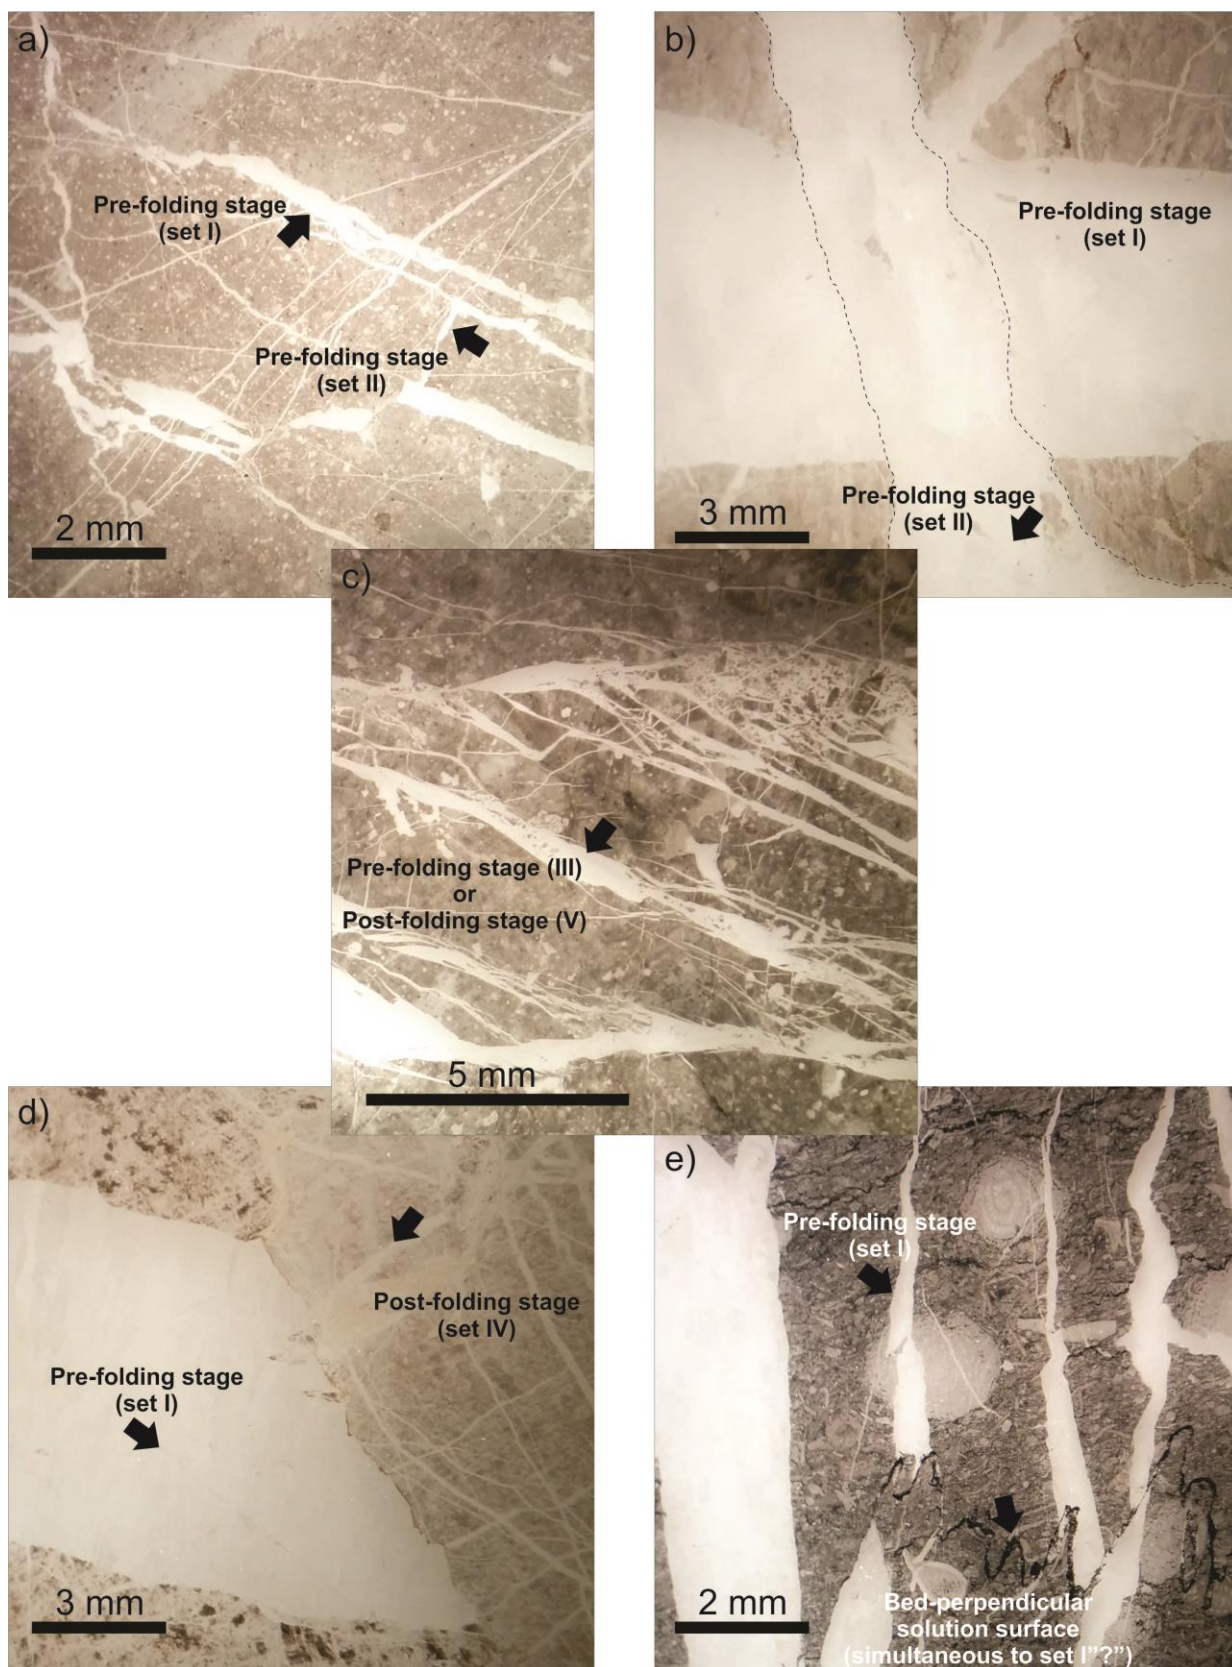 a)
Pre-folding stage
(set I)
Pre-folding stage
(set II)
2 mm
b)
Pre-folding stage
(set I)
Pre-folding stage
(set II)
3 mm
c)
Pre-folding stage (III)
or
Post-folding stage (V)
5 mm
d)
Post-folding stage
(set IV)
Pre-folding stage
(set I)
3 mm
e)
Pre-folding stage
(set I)
Bed-perpendicular
solution surface
(simultaneous to set I"?")
2 mm